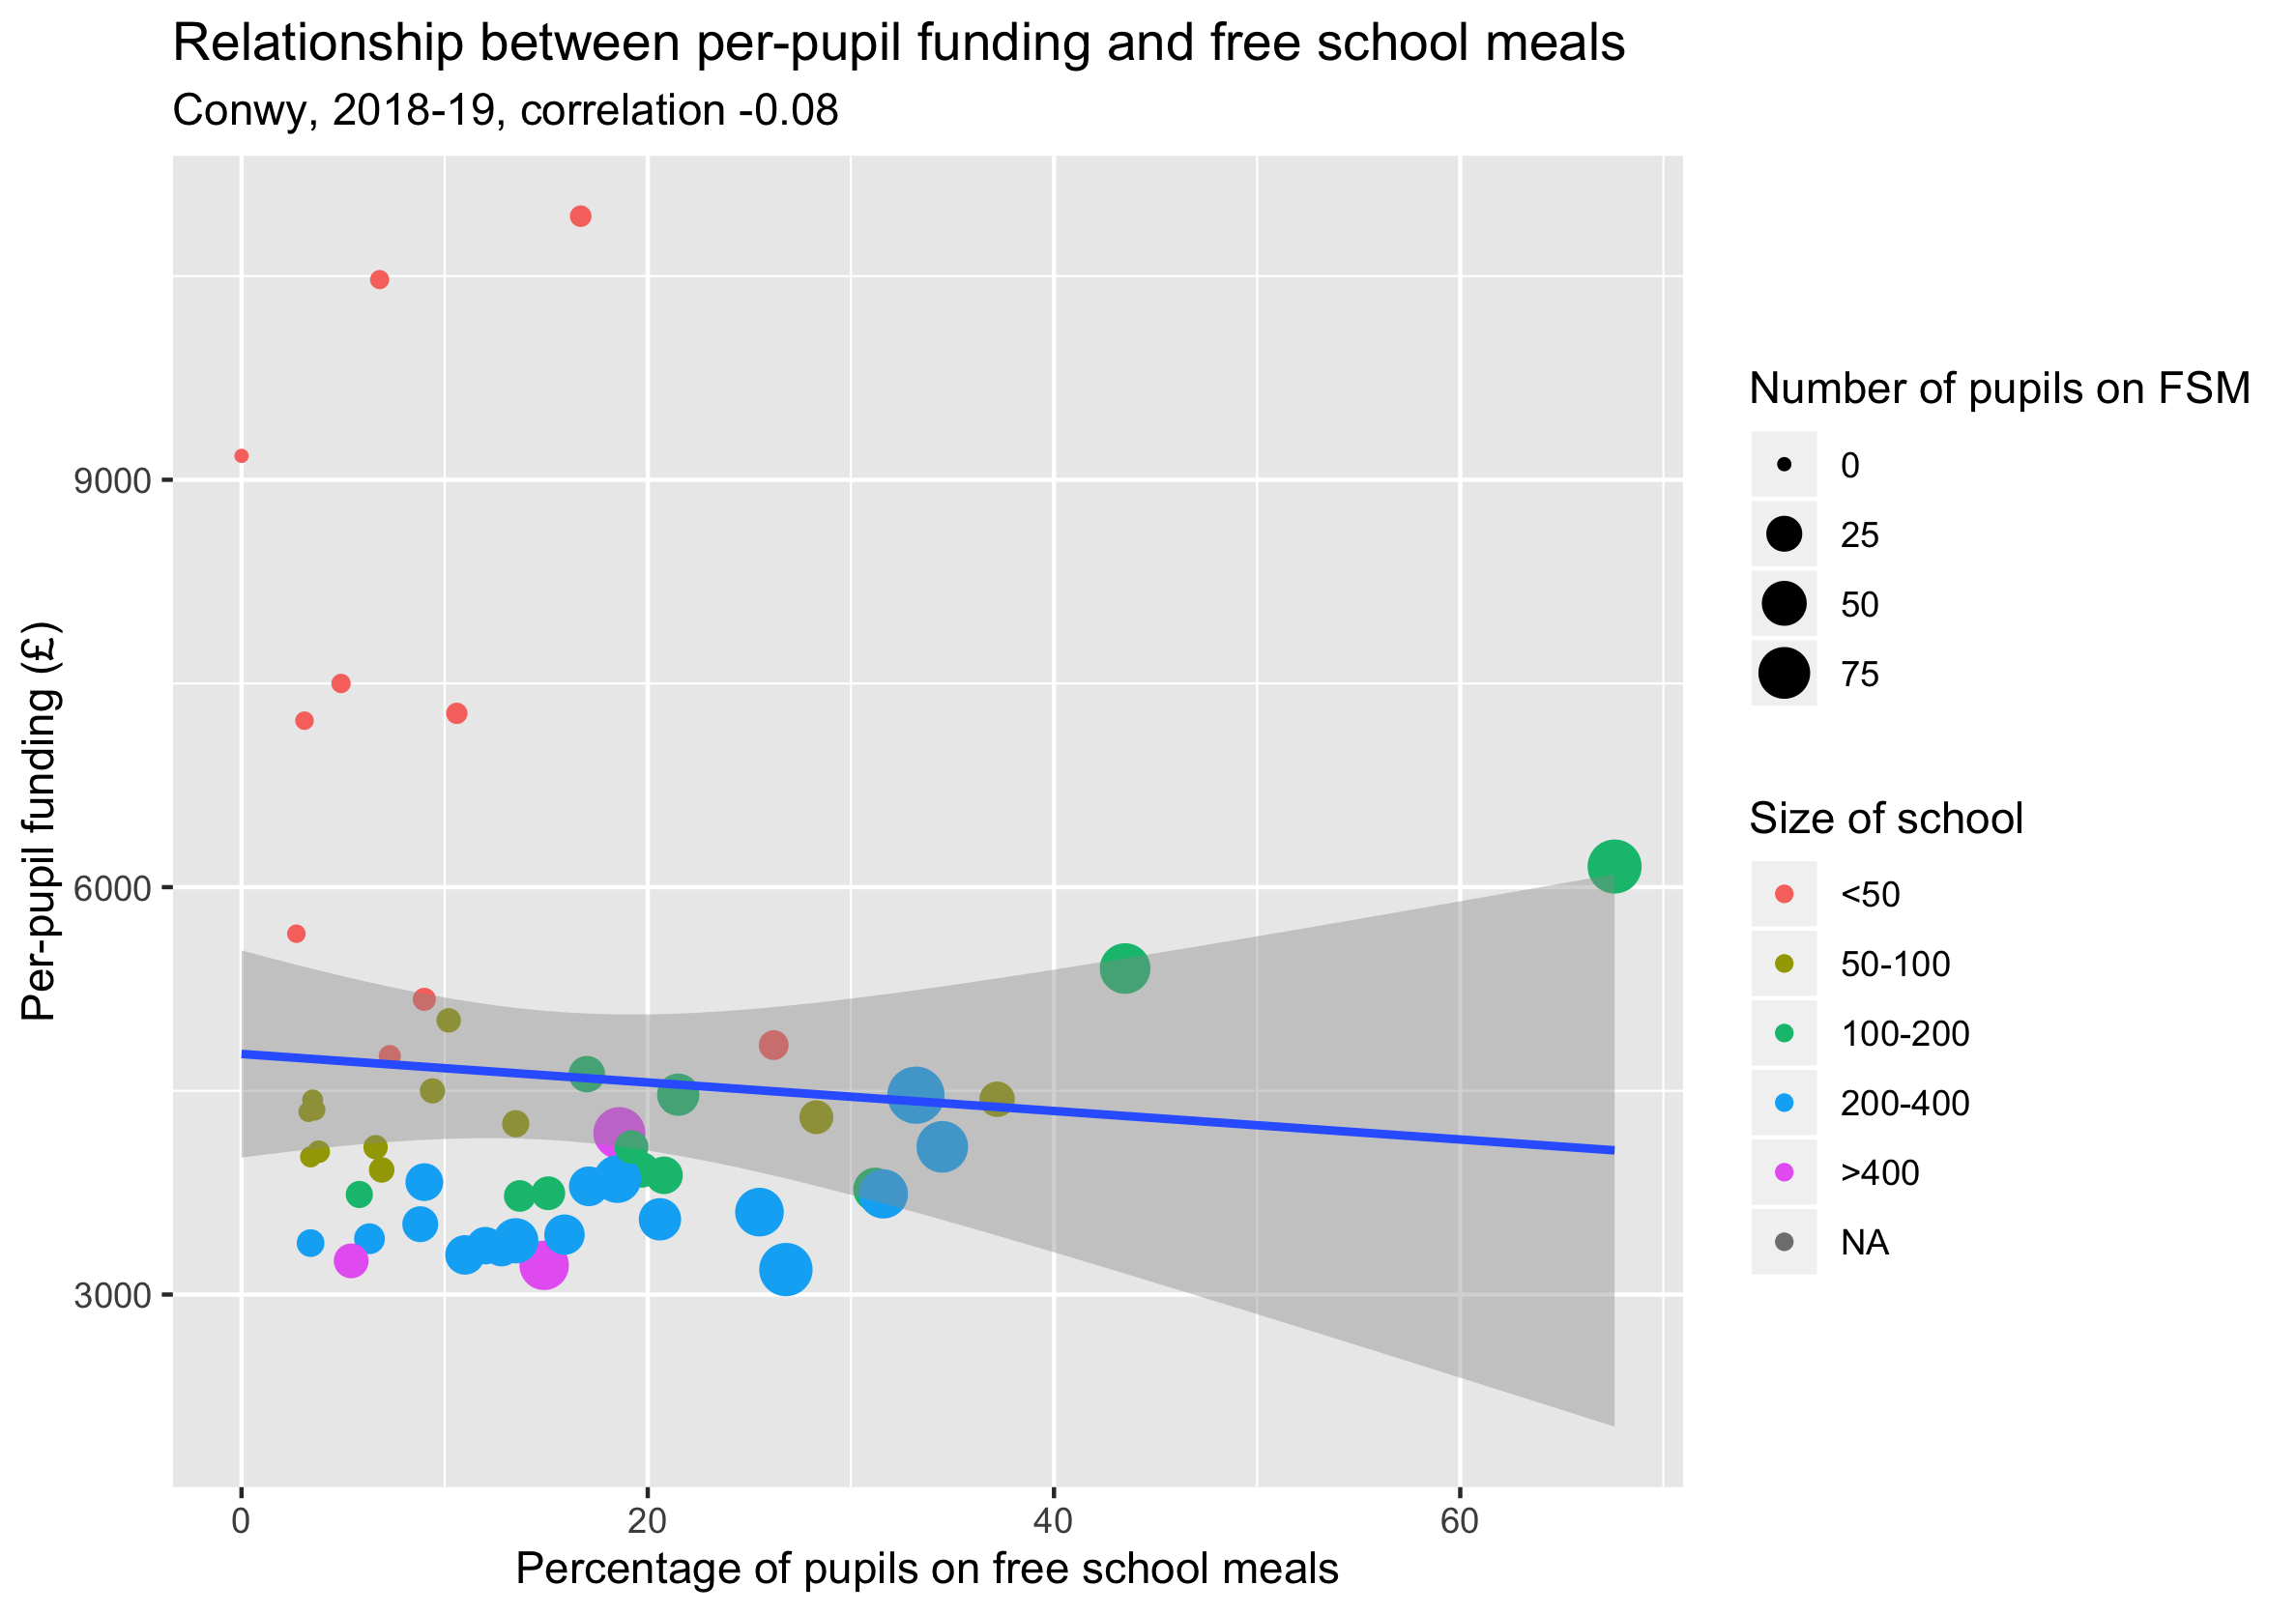 Relationship between per-pupil funding and free school meals
Conwy, 2018-19, correlation -0.08
Per-pupil funding (£)
9000
6000
3000
0
20
40
60
Percentage of pupils on free school meals
Number of pupils on FSM
0
25
50
75
Size of school
<50
50-100
100-200
200-400
>400
NA